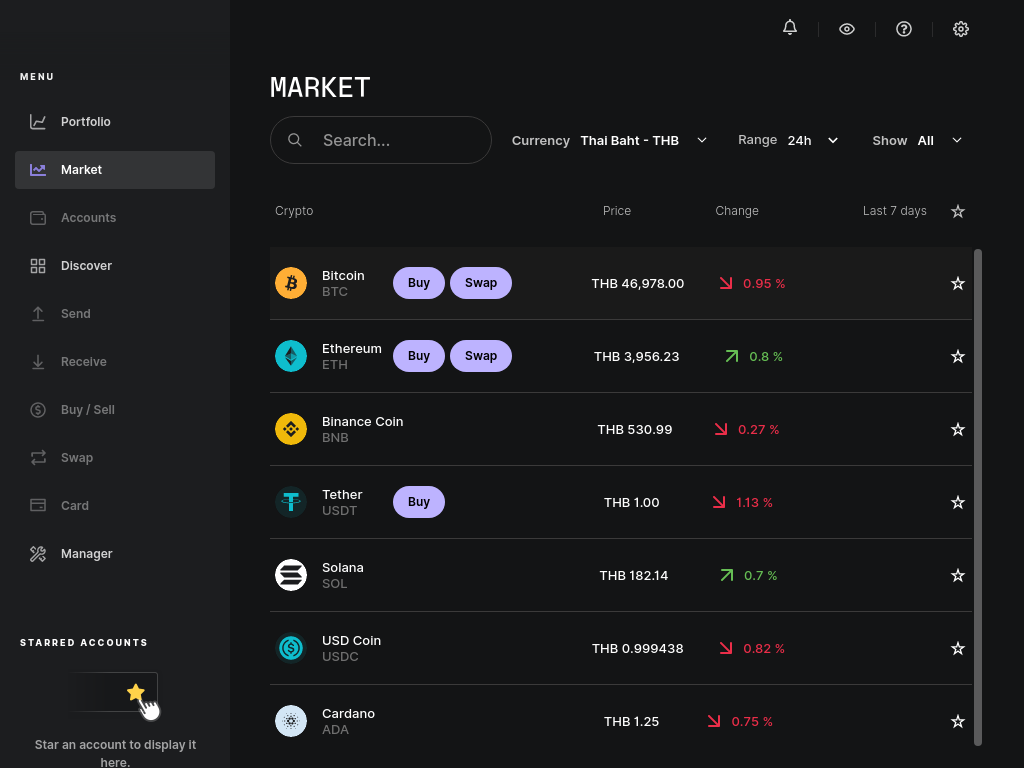 MENU
Portfolio
Market
Accounts
Discover
Send
Receive
Buy / Sell
Swap
Card
Manager
STARRED ACCOUNTS
Star an account to display it
here.
MARKET
Search...
Currency Thai Baht - THB
Range 24h
Show All
Crypto Price Change Last 7 days
Bitcoin
BTC
Buy Swap
THB 46,978.00 0.95 %
Ethereum
ETH
Buy Swap
THB 3,956.23 0.8 %
Binance Coin
BNB
THB 530.99 0.27 %
Tether
USDT
Buy
THB 1.00 1.13 %
Solana
SOL
THB 182.14 0.7 %
USD Coin
USDC
THB 0.999438 0.82 %
Cardano
ADA
THB 1.25 0.75 %